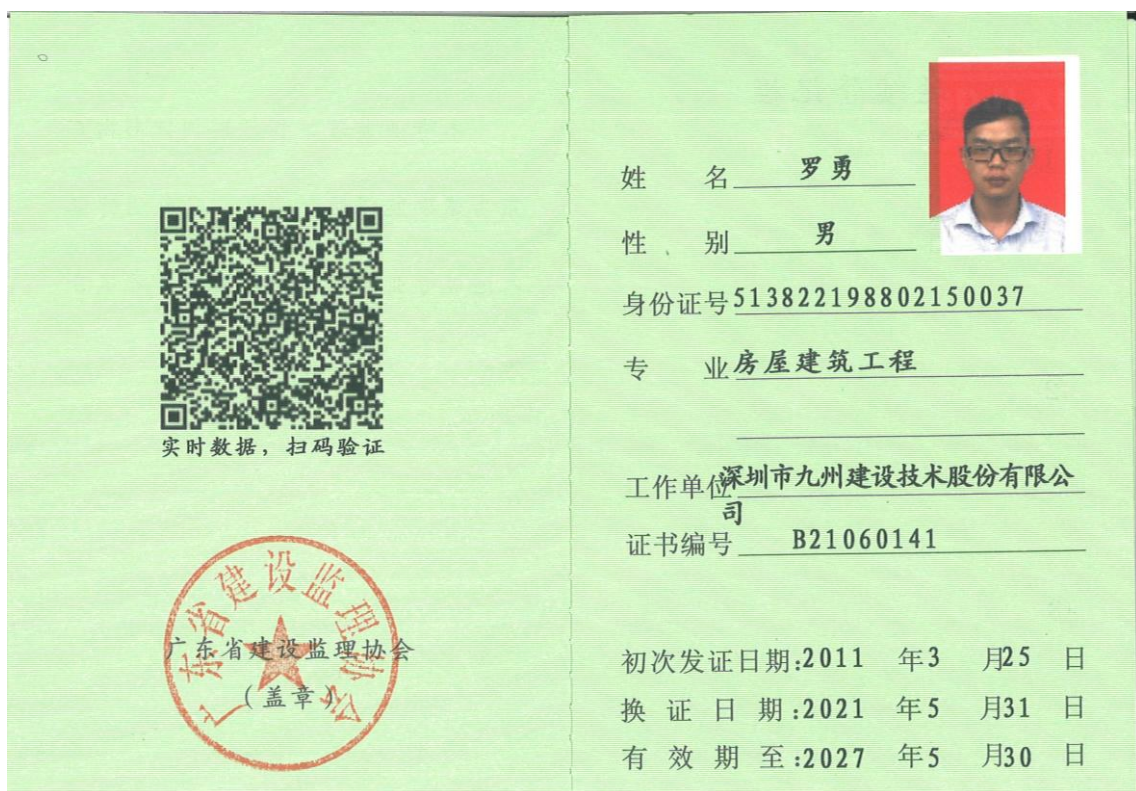 实时数据，扫码验证
广东省建设监理协会
广东省建设监理协会
（盖章）
姓 名 罗勇
性 别 男
身份证号 513822198802150037
专 业 房屋建筑工程
工作单位 深圳市九州建设技术股份有限公
司
证书编号 B21060141
初次发证日期:2011 年3 月25 日
换证日期:2021 年5 月31 日
有效期至:2027 年5 月30 日